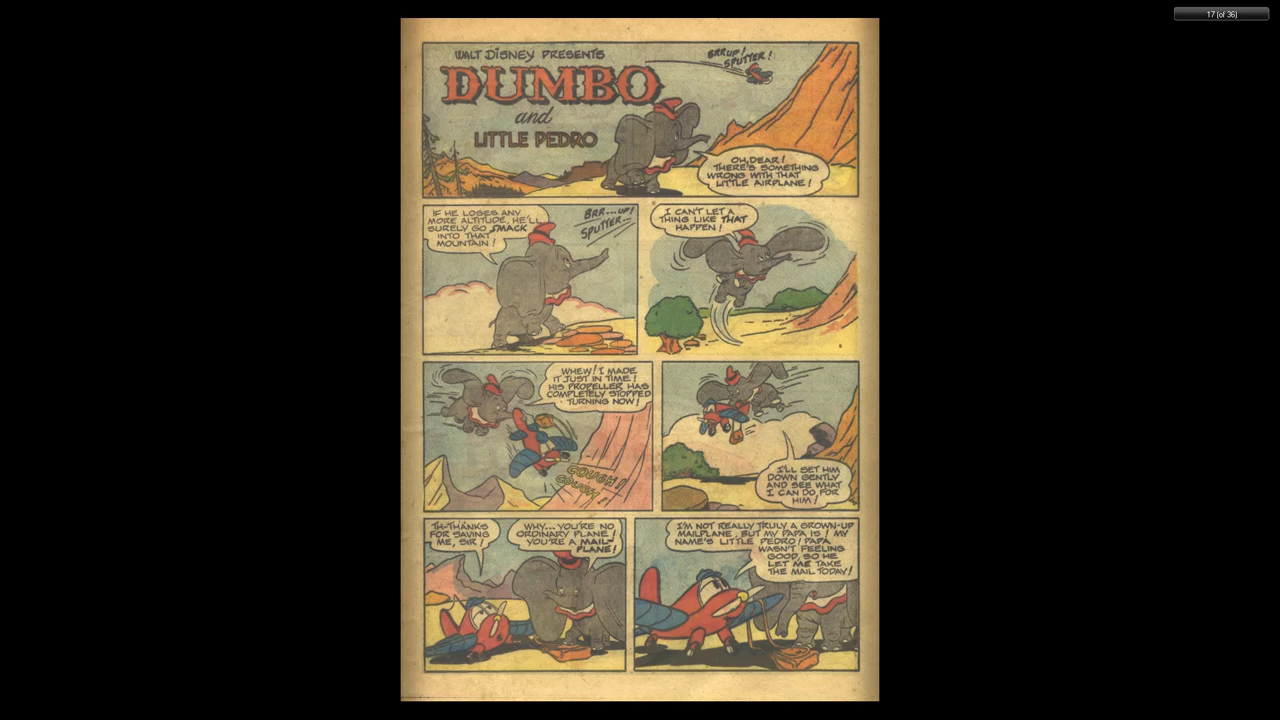 17 (of 36)
WALT DISNEY PRESENTS
DUMBO
and
LITTLE PEDRO
BRRUP!
SPUTTER!
OH, DEAR!
THERE'S SOMETHING
WRONG WITH THAT
LITTLE AIRPLANE!
IF HE LOSES ANY
MORE ALTITUDE, HE'LL
SURELY GO SMACK
INTO THAT
MOUNTAIN!
BRR...UP!
SPUTTER...
I CAN'T LET A
THING LIKE THAT
HAPPEN!
WHEW! I MADE
IT JUST IN TIME!
HIS PROPELLER HAS
COMPLETELY STOPPED
TURNING NOW!
COUGH!
COUGH!
I'LL SET HIM
DOWN GENTLY
AND SEE WHAT
I CAN DO FOR
HIM!
TH-THANKS
FOR SAVING
ME, SIR!
WHY... YOU'RE NO
ORDINARY PLANE!
YOU'RE A MAIL-
PLANE!
I'M NOT REALLY TRULY A GROWN-UP
MAILPLANE, BUT MY PAPA IS! MY
NAME'S LITTLE PEDRO! PAPA
WASN'T FEELING
GOOD, SO HE
LET ME TAKE
THE MAIL TODAY!